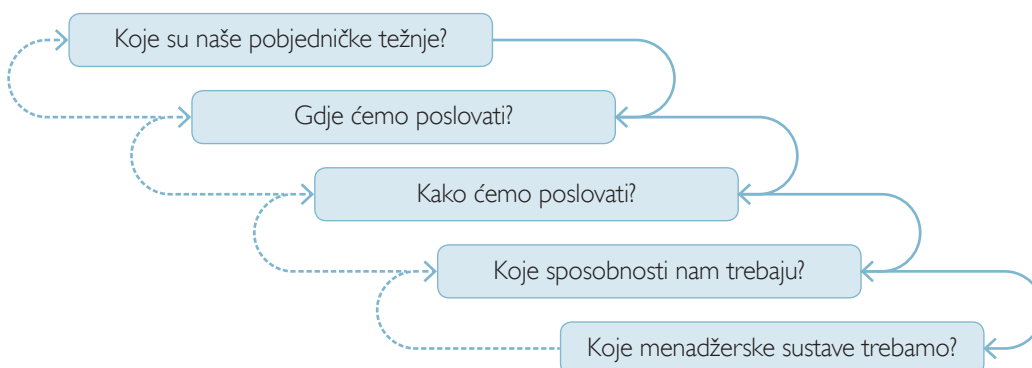 Koje su naše pobjedničke težnje?
Gdje ćemo poslovati?
Kako ćemo poslovati?
Koje sposobnosti nam trebaju?
Koje menadžerske sustave trebamo?